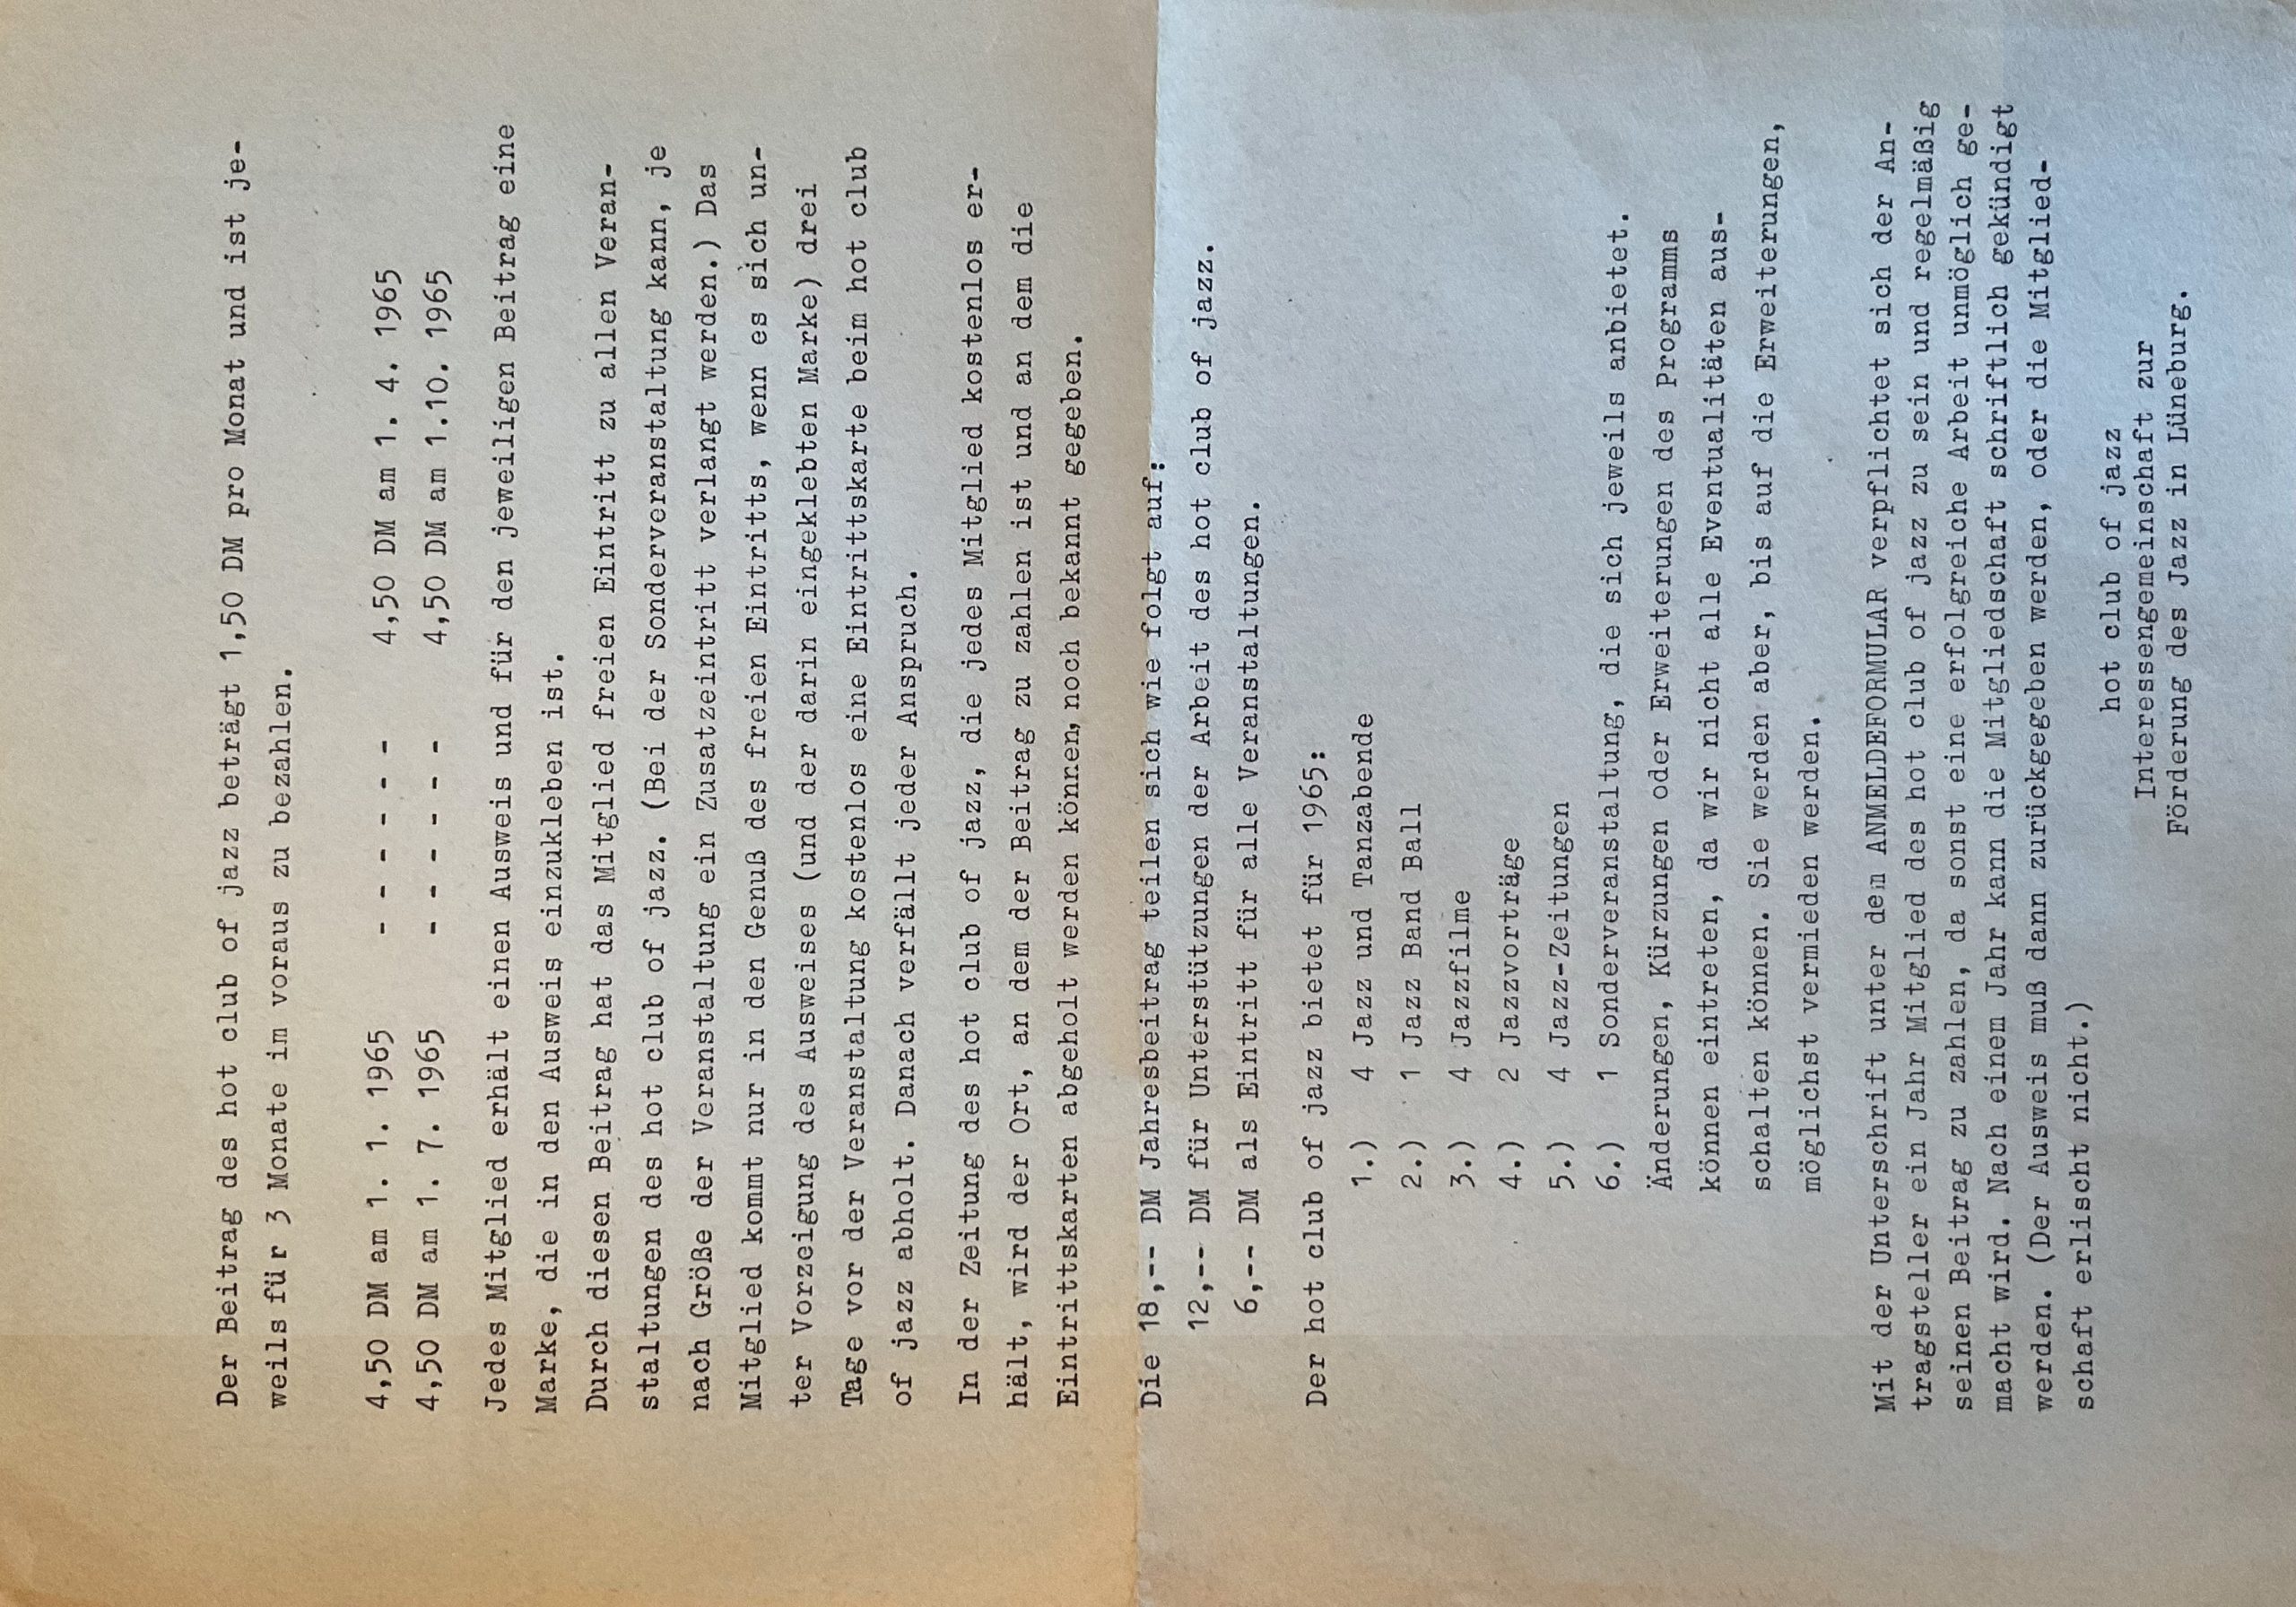 Der Beitrag des hot club of jazz beträgt 1,50 DM pro Monat und ist je-
weils für 3 Monate im voraus zu bezahlen.
4,50 DM am 1. 1. 1965 - - - - - 4,50 DM am 1. 4. 1965
4,50 DM am 1. 7. 1965 - - - - - 4,50 DM am 1.10. 1965
Jedes Mitglied erhält einen Ausweis und für den jeweiligen Beitrag eine
Marke, die in den Ausweis einzukleben ist.
Durch diesen Beitrag hat das Mitglied freien Eintritt zu allen Veran-
staltungen des hot club of jazz. (Bei der Sonderveranstaltung kann, je
nach Größe der Veranstaltung ein Zusatzeintritt verlangt werden.) Das
Mitglied kommt nur in den Genuß des freien Eintritts, wenn es sich un-
ter Vorzeigung des Ausweises (und der darin eingeklebten Marke) drei
Tage vor der Veranstaltung kostenlos eine Eintrittskarte beim hot club
of jazz abholt. Danach verfällt jeder Anspruch.
In der Zeitung des hot club of jazz, die jedes Mitglied kostenlos er-
hält, wird der Ort, an dem der Beitrag zu zahlen ist und an dem die
Eintrittskarten abgeholt werden können, noch bekannt gegeben.
Die 18,-- DM Jahresbeitrag teilen sich wie folgt auf:
12,-- DM für Unterstützungen der Arbeit des hot club of jazz.
6,-- DM als Eintritt für alle Veranstaltungen.
Der hot club of jazz bietet für 1965:
1.) 4 Jazz und Tanzabende
2.) 1 Jazz Band Ball
3.) 4 Jazzfilme
4.) 2 Jazzvorträge
5.) 4 Jazz-Zeitungen
6.) 1 Sonderveranstaltung, die sich jeweils anbietet.
Änderungen, Kürzungen oder Erweiterungen des Programms
können eintreten, da wir nicht alle Eventualitäten aus-
schalten können. Sie werden aber, bis auf die Erweiterungen,
möglichst vermieden werden.
Mit der Unterschrift unter dem ANMELDEFORMULAR verpflichtet sich der An-
tragsteller ein Jahr Mitglied des hot club of jazz zu sein und regelmäßig
seinen Beitrag zu zahlen, da sonst eine erfolgreiche Arbeit unmöglich ge-
macht wird. Nach einem Jahr kann die Mitgliedschaft schriftlich gekündigt
werden. (Der Ausweis muß dann zurückgegeben werden, oder die Mitglied-
schaft erlischt nicht.)
hot club of jazz
Interessengemeinschaft zur
Förderung des Jazz in Lüneburg.